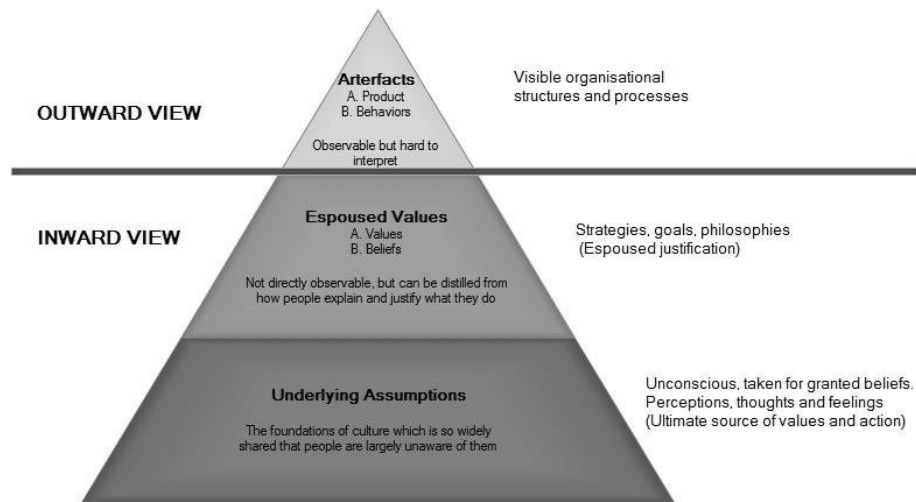 Arterfacts
A. Product
B. Behaviors
Observable but hard to
interpret
OUTWARD VIEW
Visible organisational
structures and processes
Espoused Values
A. Values
B. Beliefs
Not directly observable, but can be distilled from
how people explain and justify what they do
INWARD VIEW
Strategies, goals, philosophies
(Espoused justification)
Underlying Assumptions
The foundations of culture which is so widely
shared that people are largely unaware of them
Unconscious, taken for granted beliefs.
Perceptions, thoughts and feelings
(Ultimate source of values and action)